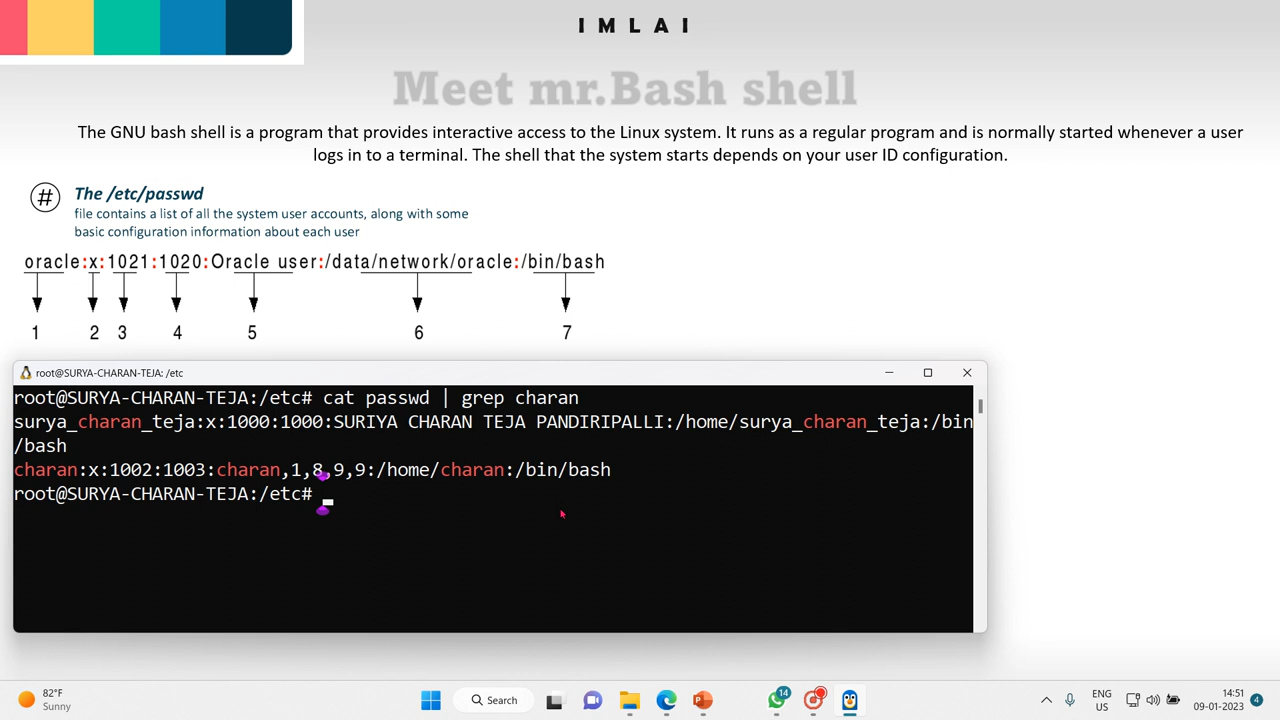 I M L A I
Meet mr.Bash shell
The GNU bash shell is a program that provides interactive access to the Linux system. It runs as a regular program and is normally started whenever a user
logs in to a terminal. The shell that the system starts depends on your user ID configuration.
# The /etc/passwd
file contains a list of all the system user accounts, along with some
basic configuration information about each user
oracle:x:1021:1020:Oracle user:/data/network/oracle:/bin/bash
1 2 3 4 5 6 7
root@SURYA-CHARAN-TEJA: /etc
root@SURYA-CHARAN-TEJA:/etc# cat passwd | grep charan
surya_charan_teja:x:1000:1000:SURIYA CHARAN TEJA PANDIRIPALLI:/home/surya_charan_teja:/bin
/bash
charan:x:1002:1003:charan,1,8,9,9:/home/charan:/bin/bash
root@SURYA-CHARAN-TEJA:/etc#
82°F
Sunny
Search
14
ENG
US
14:51
09-01-2023
4